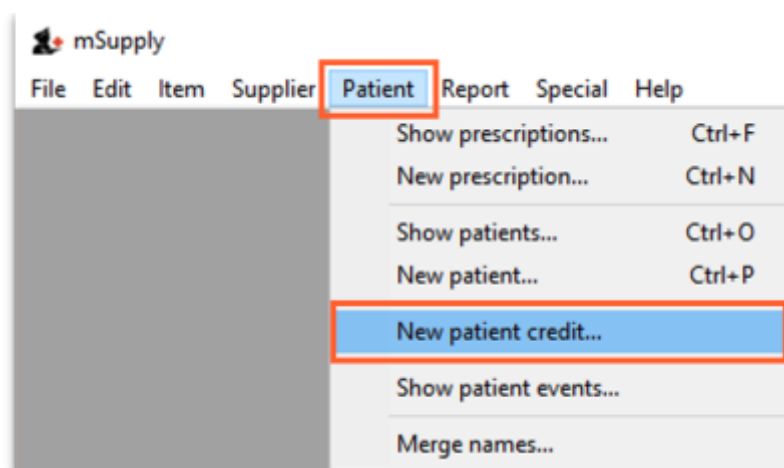 mSupply
File Edit Item Supplier Patient Report Special Help
Show prescriptions... Ctrl+F
New prescription... Ctrl+N
Show patients... Ctrl+O
New patient... Ctrl+P
New patient credit...
Show patient events...
Merge names...